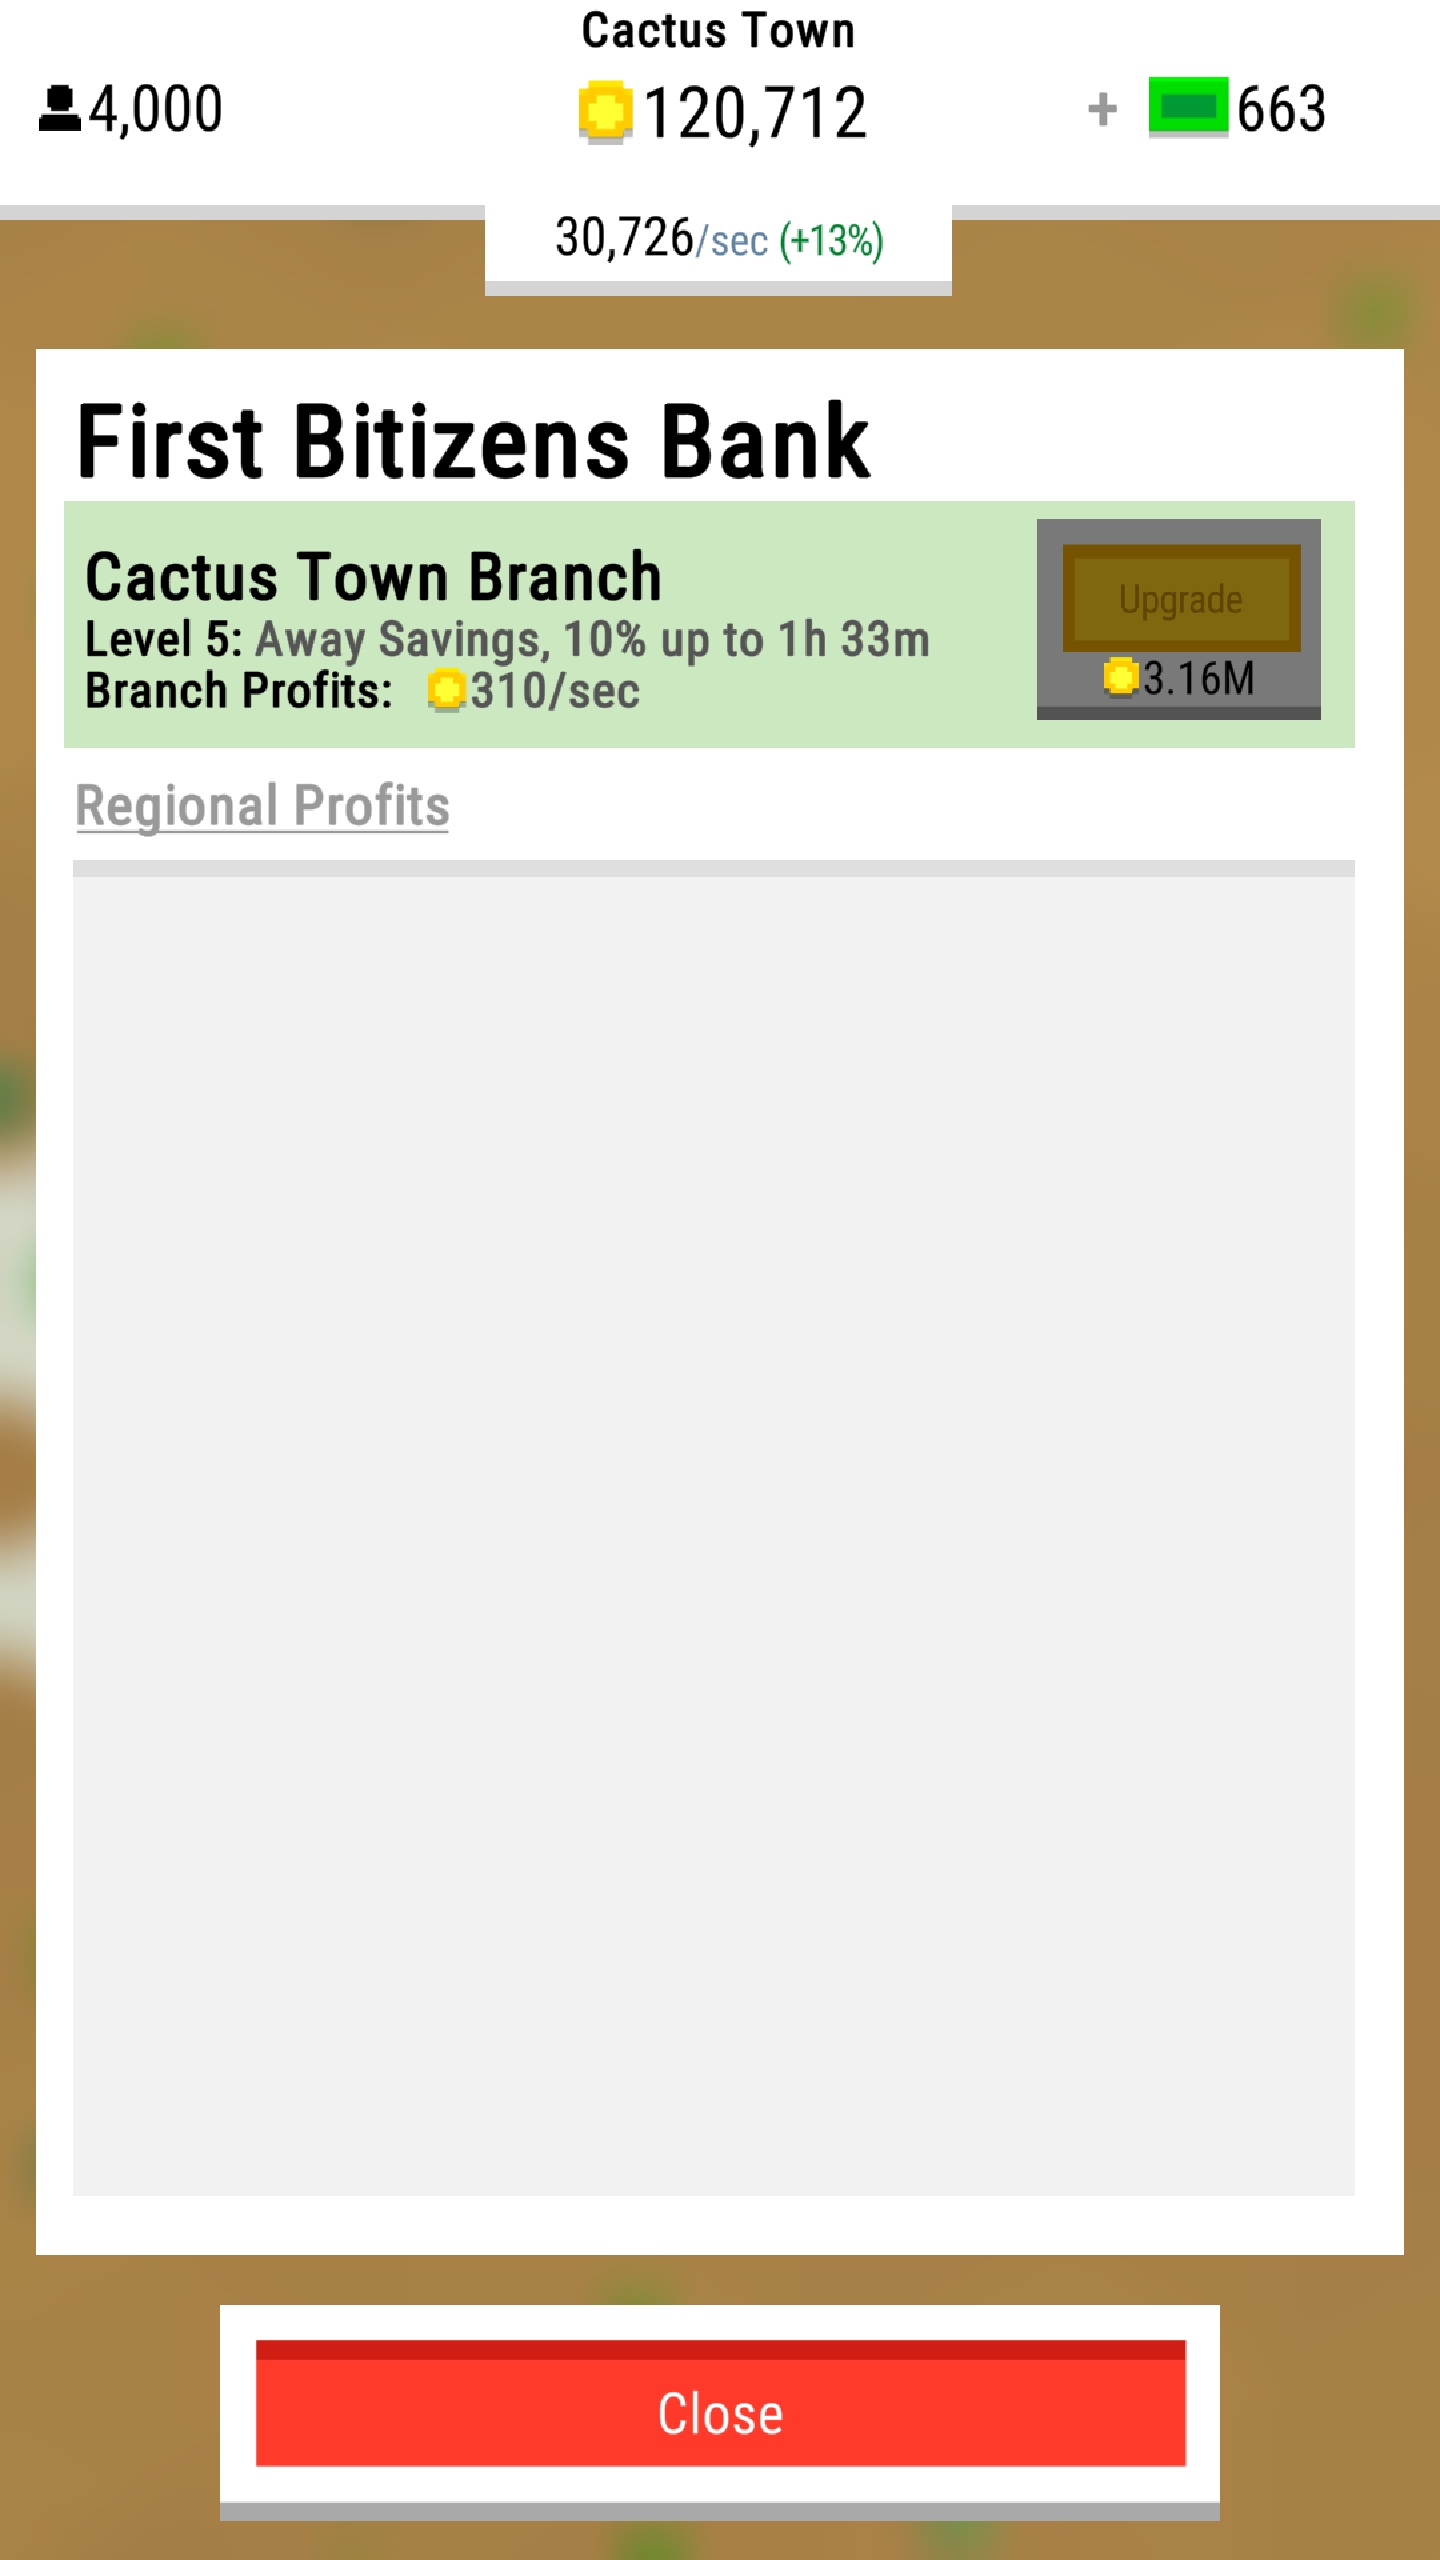 Cactus Town
4,000
120,712
+ 663
30,726/sec (+13%)
First Bitizens Bank
Cactus Town Branch
Level 5: Away Savings, 10% up to 1h 33m
Branch Profits: 310/sec
Upgrade
3.16M
Regional Profits
Close